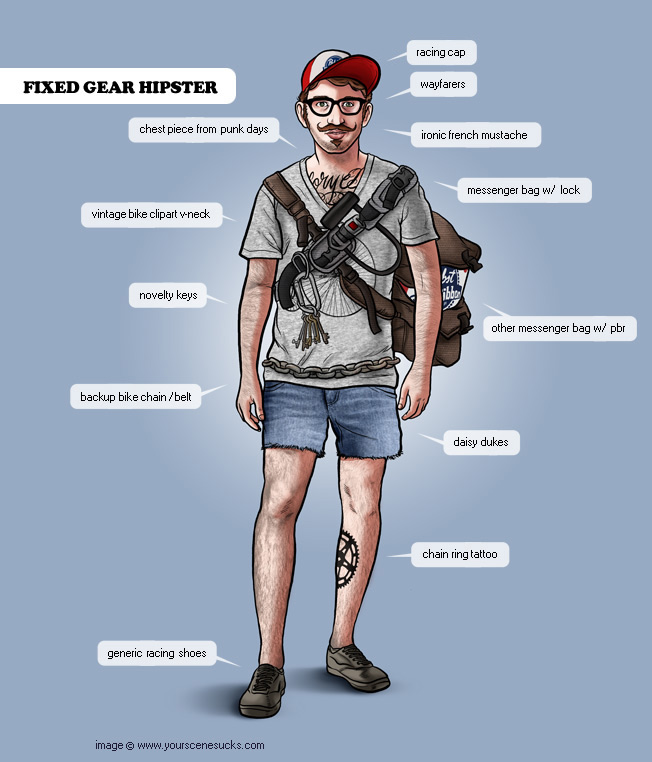 racing cap
FIXED GEAR HIPSTER
wayfarers
chest piece from punk days
ironic french mustache
messenger bag w/ lock
vintage bike clipart v-neck
novelty keys
other messenger bag w/ pbr
backup bike chain / belt
daisy dukes
chain ring tattoo
generic racing shoes
image © www.yourscenesucks.com